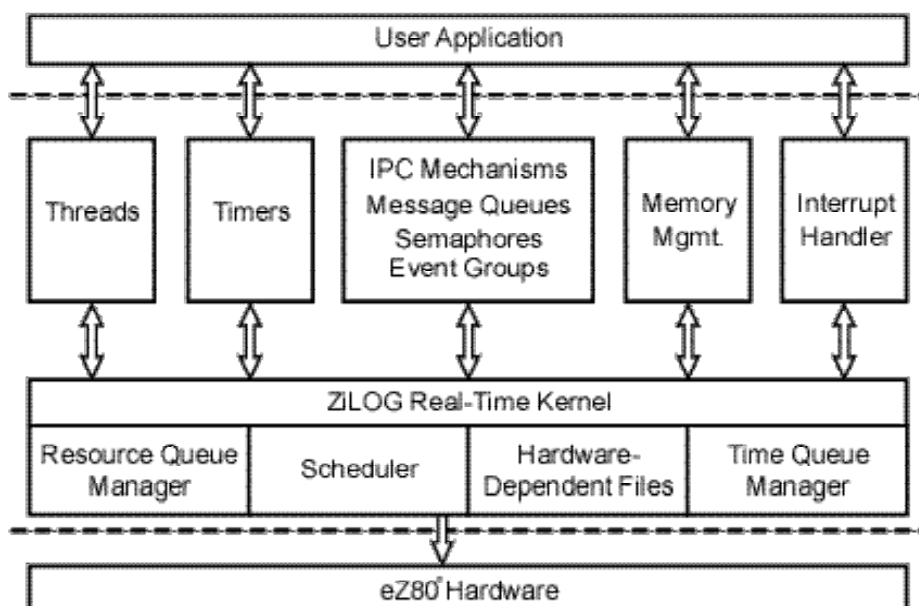 User Application
Threads
Timers
IPC Mechanisms
Message Queues
Semaphores
Event Groups
Memory
Mgmt.
Interrupt
Handler
ZiLOG Real-Time Kernel
Resource Queue
Manager
Scheduler
Hardware-
Dependent Files
Time Queue
Manager
eZ80® Hardware